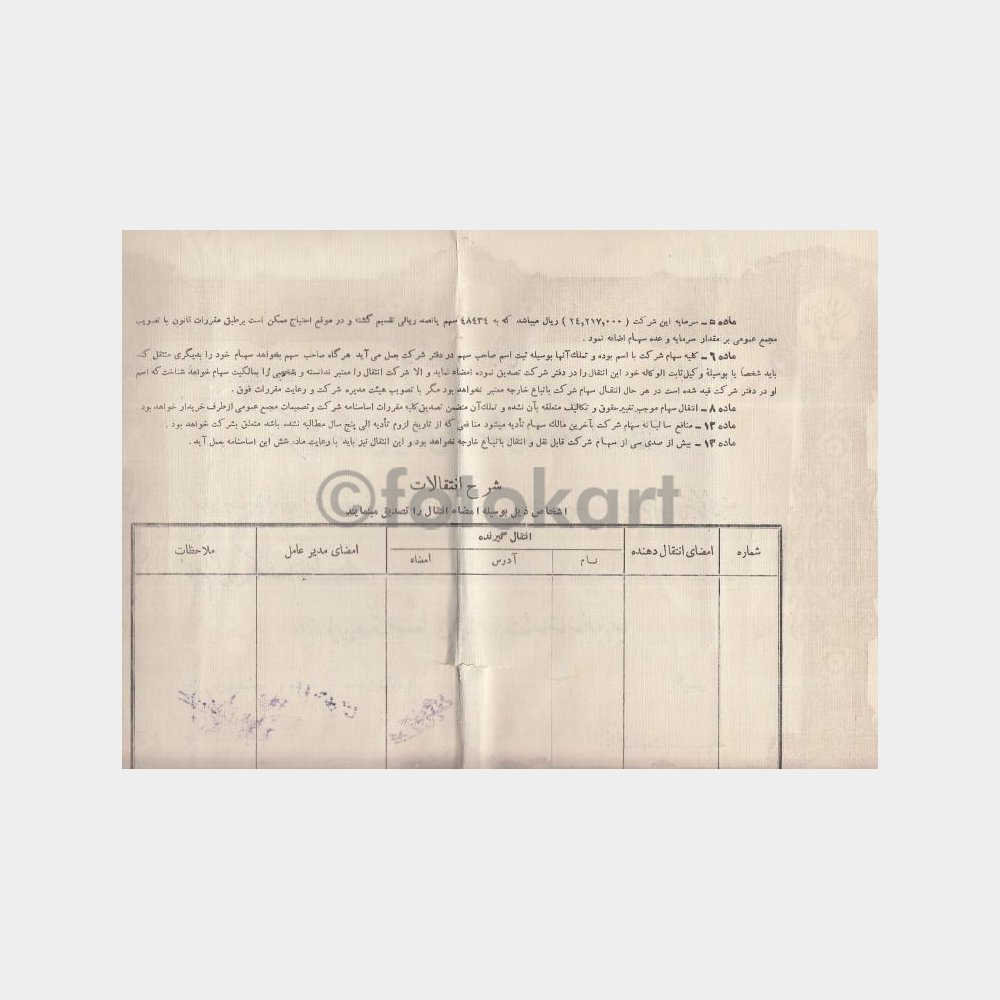 ماده ۵ ــ سرمایه این شرکت ( ۲۴,۲۱۷,۰۰۰ ) ریال میباشد که به ۴۸۴۳۴ سهم پانصد ریالی تقسیم گشته و در موقع احتیاج ممکن است برطبق مقررات قانون با تصویب
مجمع عمومی بر مقدار سرمایه و عده سهام اضافه نمود .
ماده ۶ ــ کلیه سهام شرکت با اسم بوده و تملك آنها بوسیله ثبت اسم صاحب سهم در دفتر شرکت بعمل می آید هرگاه صاحب سهم بخواهد سهام خود را بدیگری منتقل کند
باید شخصاً یا بوسیلهٔ وکیل ثابت الوکاله خود این انتقال را در دفتر شرکت تصدیق نموده امضاء نماید و الا شرکت انتقال را معتبر ندانسته و شخصی را بمالکیت سهام خواهد شناخت که اسم
او در دفتر شرکت قید شده است در هر حال انتقال سهام شرکت باتباع خارجه معتبر نخواهد بود مگر با تصویب هیئت مدیره شرکت و رعایت مقررات فوق .
ماده ۸ ــ انتقال سهام موجب تغییر حقوق و تکالیف متعلقه بآن نشده و تملك آن متضمن تصدیق کلیه مقررات اساسنامه شرکت و تصمیمات مجمع عمومی از طرف خریدار خواهد بود
ماده ۱۲ ــ منافع سالیانه سهام شرکت بآخرین مالك سهام تأدیه میشود منافعی که از تاریخ لزوم تأدیه الی پنج سال مطالبه نشده باشد متعلق بشرکت خواهد بود .
ماده ۱۳ ــ بیش از صدی سی از سهام شرکت قابل نقل و انتقال باتباع خارجه نخواهد بود و این انتقال نیز باید با رعایت ماده شش این اساسنامه بعمل آید .
شرح انتقالات
©fotokart
اشخاص ذیل بوسیله امضاء انتقال را تصدیق مینمایند
شماره امضای انتقال دهنده انتقال گیرنده امضای مدیر عامل ملاحظات
نام آدرس امضاء